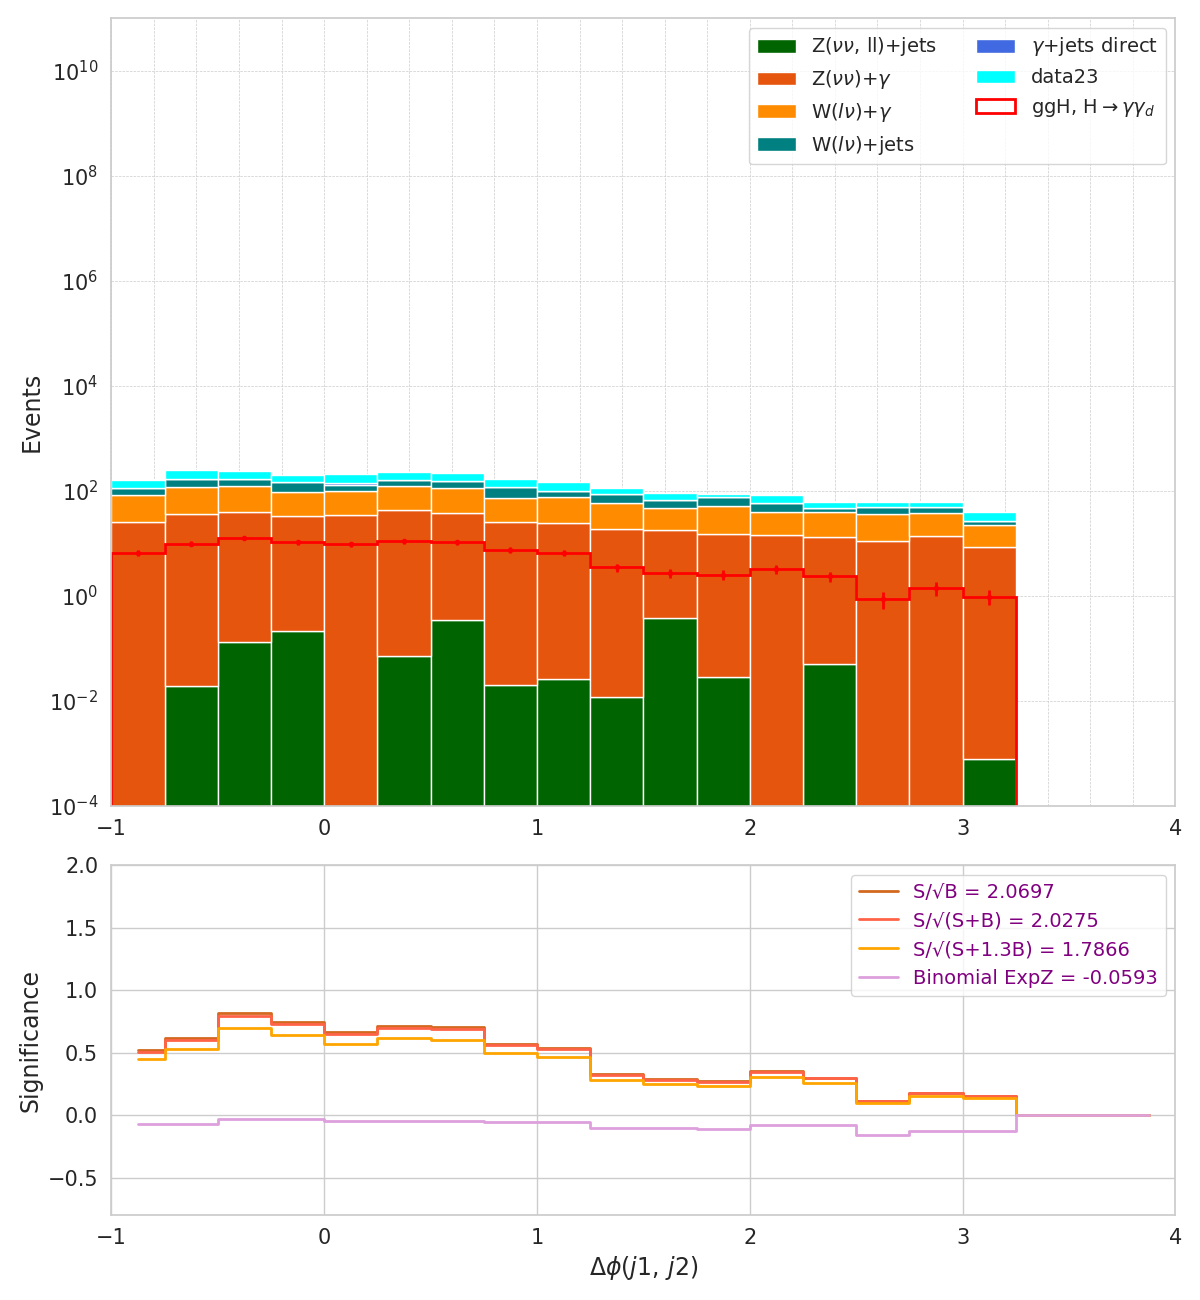 Z(νν, ll)+jets
Z(νν)+γ
W(lν)+γ
W(lν)+jets
γ+jets direct
data23
ggH, H→γγ_d
Events
10^10
10^8
10^6
10^4
10^2
10^0
10^−2
10^−4
−1 0 1 2 3 4
S/√B = 2.0697
S/√(S+B) = 2.0275
S/√(S+1.3B) = 1.7866
Binomial ExpZ = -0.0593
Significance
2.0
1.5
1.0
0.5
0.0
−0.5
−1 0 1 2 3 4
Δϕ(j1, j2)